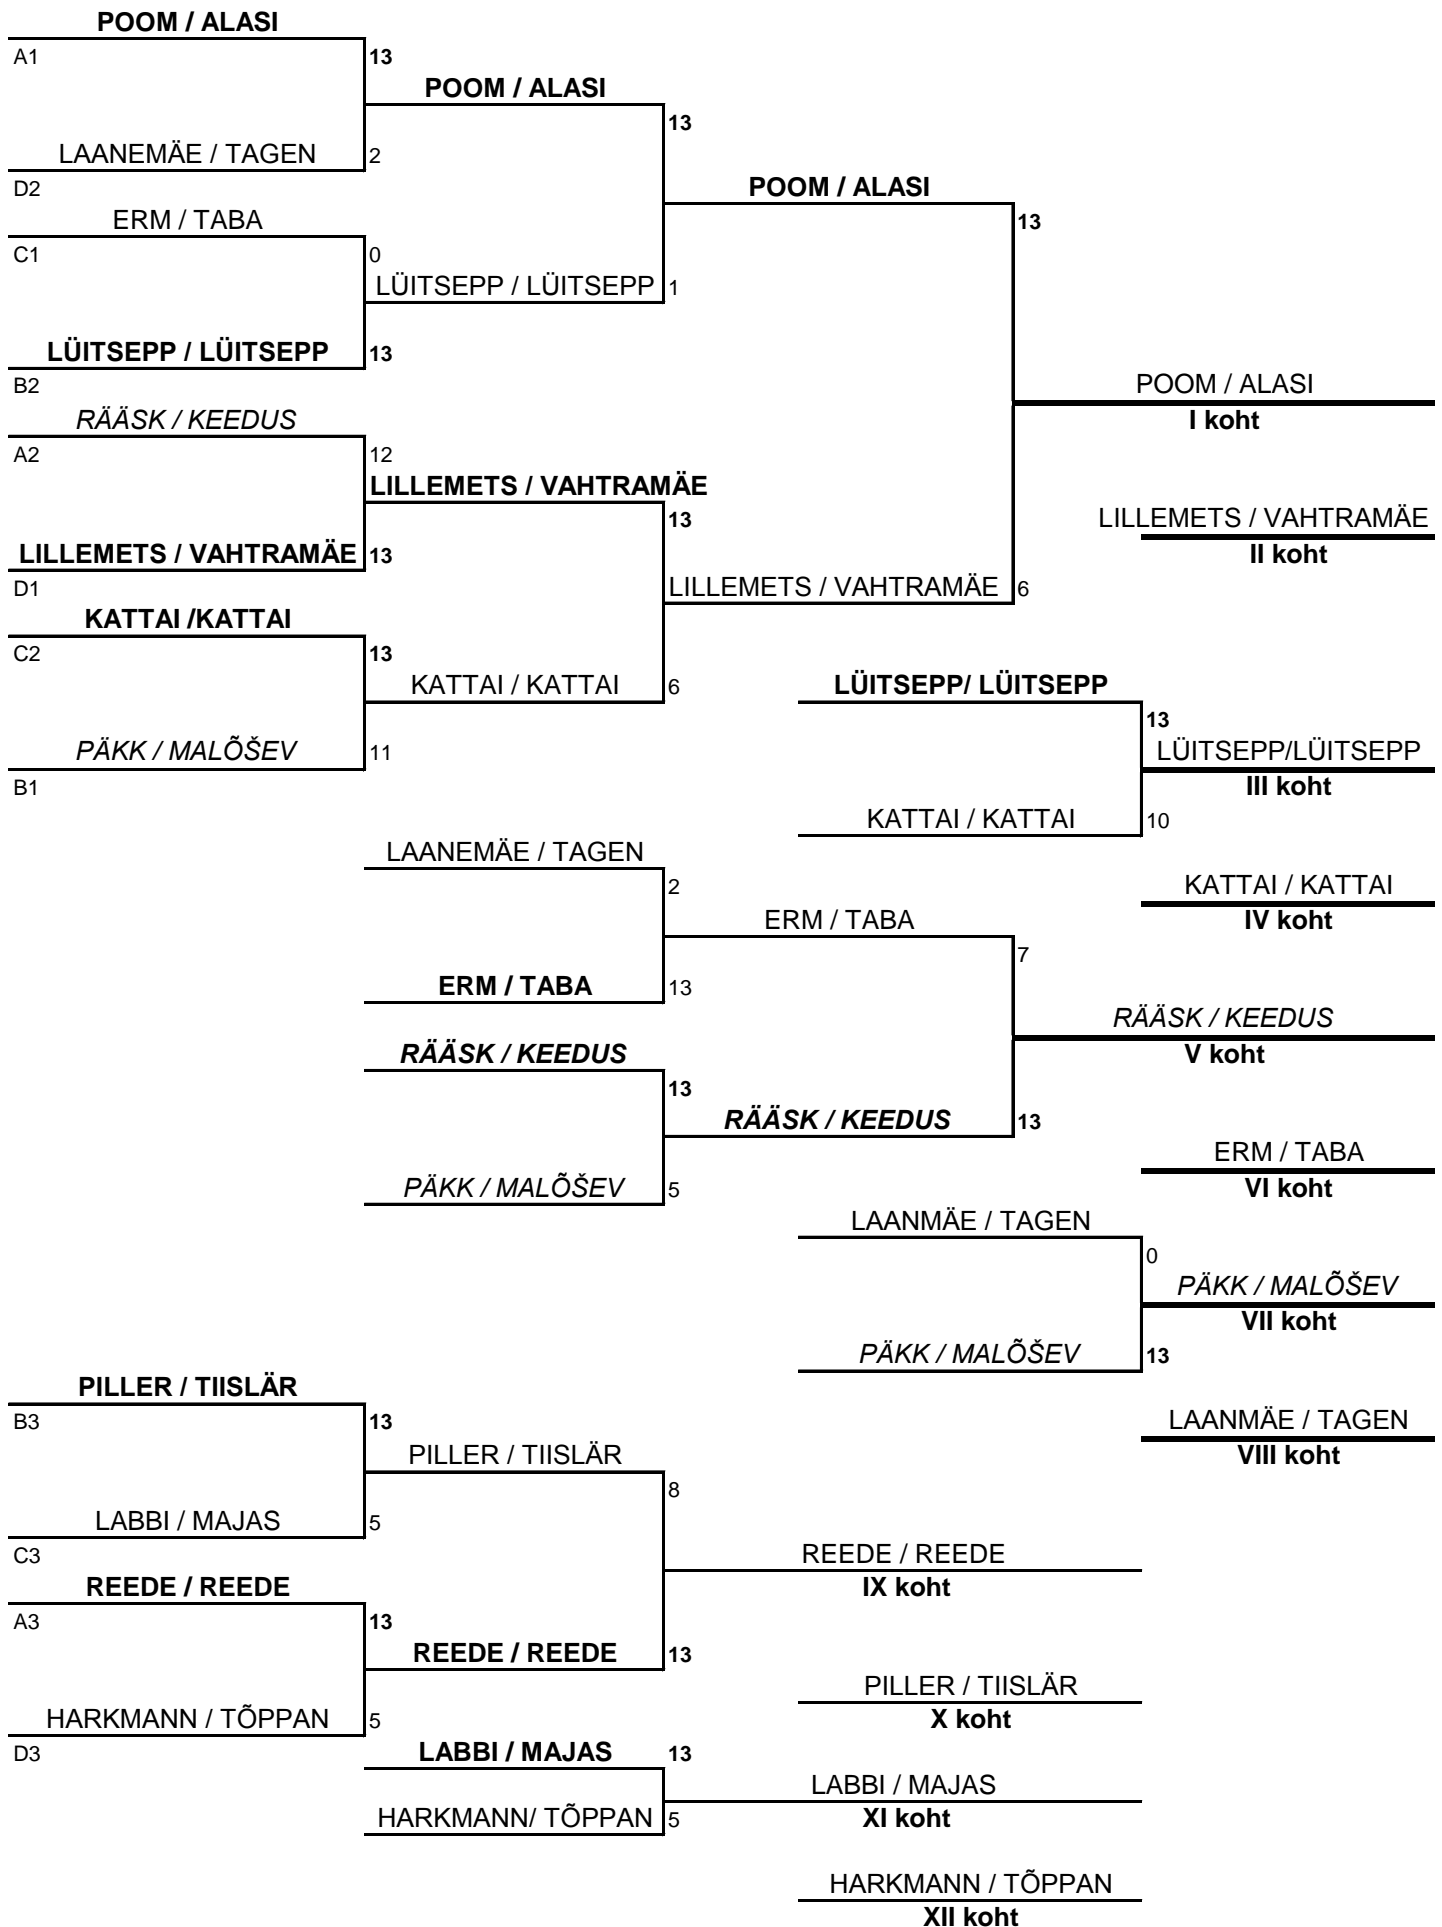 POOM / ALASI
A1
13
POOM / ALASI
13
LAANEMÄE / TAGEN
2
D2
POOM / ALASI
ERM / TABA
13
C1
0
LÜITSEPP / LÜITSEPP
1
LÜITSEPP / LÜITSEPP
13
B2
POOM / ALASI
RÄÄSK / KEEDUS
I koht
A2
12
LILLEMETS / VAHTRAMÄE
13
LILLEMETS / VAHTRAMÄE
LILLEMETS / VAHTRAMÄE
13
II koht
D1
LILLEMETS / VAHTRAMÄE
6
KATTAI /KATTAI
C2
13
KATTAI / KATTAI
6
LÜITSEPP/ LÜITSEPP
13
PÄKK / MALÕŠEV
11
LÜITSEPP/LÜITSEPP
B1
III koht
KATTAI / KATTAI
10
LAANEMÄE / TAGEN
2
KATTAI / KATTAI
ERM / TABA
IV koht
7
ERM / TABA
13
RÄÄSK / KEEDUS
RÄÄSK / KEEDUS
V koht
13
RÄÄSK / KEEDUS
13
ERM / TABA
PÄKK / MALÕŠEV
5
VI koht
LAANMÄE / TAGEN
0
PÄKK / MALÕŠEV
VII koht
PÄKK / MALÕŠEV
13
PILLER / TIISLÄR
B3
13
LAANMÄE / TAGEN
PILLER / TIISLÄR
VIII koht
8
LABBI / MAJAS
5
C3
REEDE / REEDE
REEDE / REEDE
IX koht
A3
13
REEDE / REEDE
13
PILLER / TIISLÄR
HARKMANN / TÕPPAN
5
X koht
D3
LABBI / MAJAS
13
LABBI / MAJAS
HARKMANN/ TÕPPAN
5
XI koht
HARKMANN / TÕPPAN
XII koht